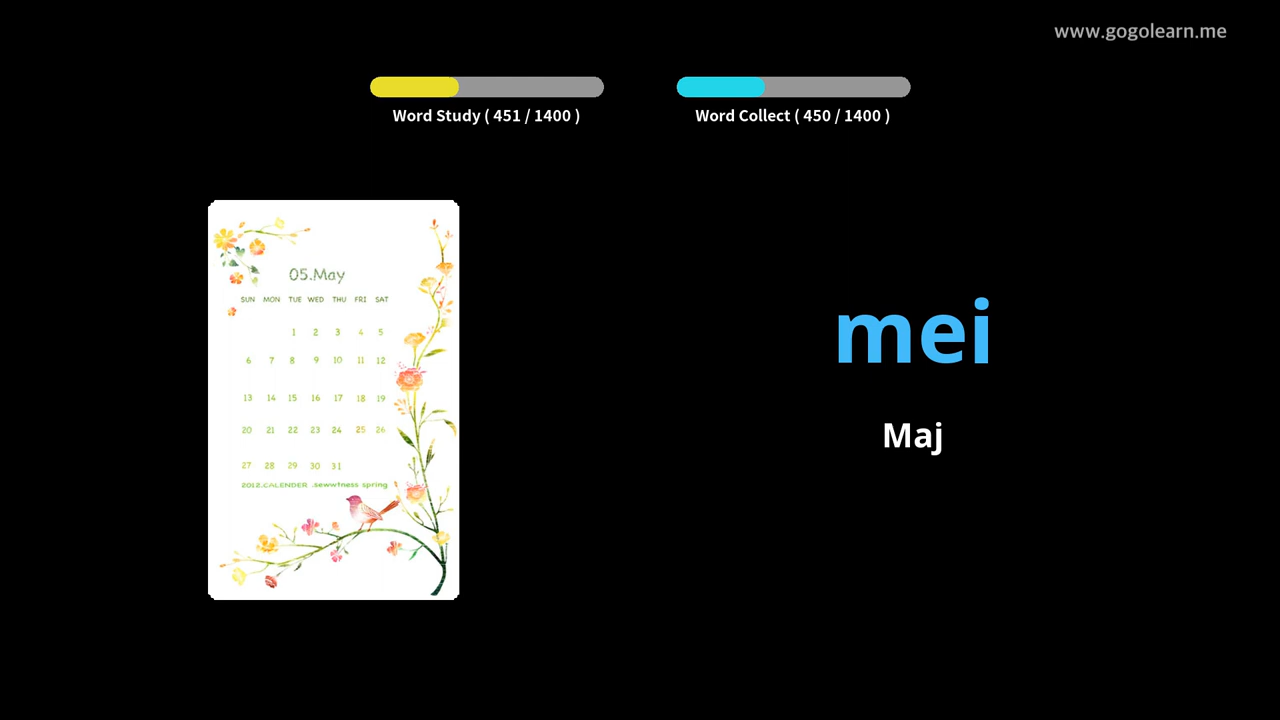 www.gogolearn.me
Word Study ( 451 / 1400 )
Word Collect ( 450 / 1400 )
05.May
SUN MON TUE WED THU FRI SAT
1 2 3 4 5
6 7 8 9 10 11 12
13 14 15 16 17 18 19
20 21 22 23 24 25 26
27 28 29 30 31
2012.CALENDER .sewwtness spring
mei
Maj